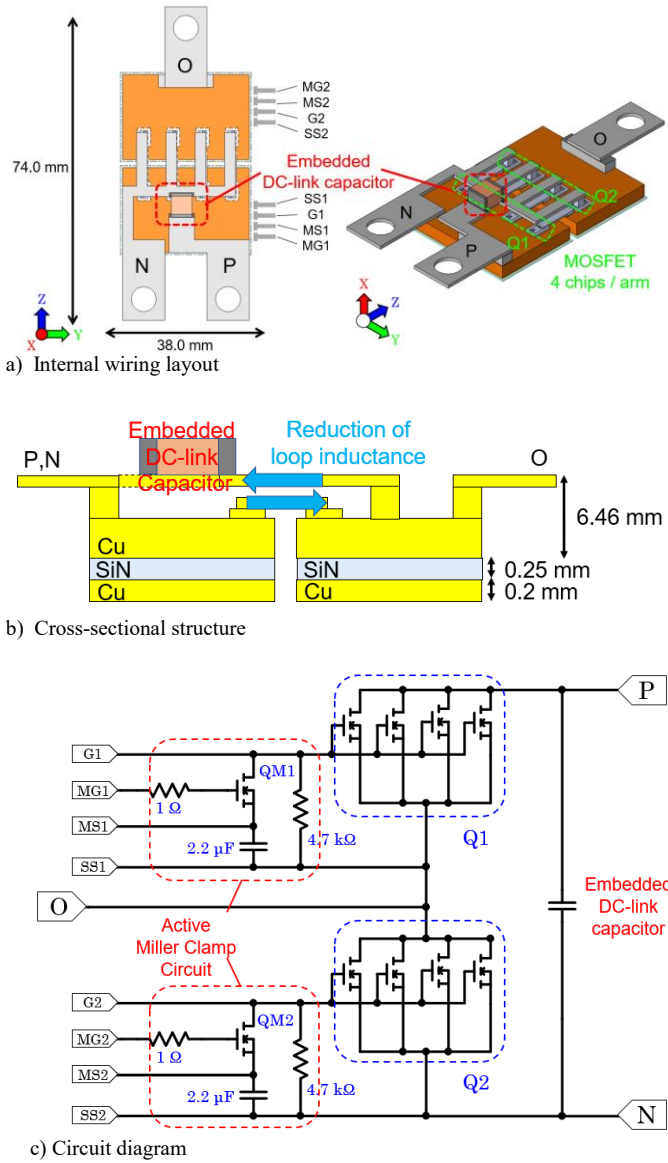 O
MG2
MS2
G2
SS2
74.0 mm
Embedded
DC-link capacitor
SS1
G1
MS1
MG1
N
P
Z
Y
X
38.0 mm
O
Q2
N
Q1
P
MOSFET
4 chips / arm
X
Z
Y
a) Internal wiring layout
Embedded
DC-link
Capacitor
Reduction of
loop inductance
P,N
O
6.46 mm
Cu
SiN
Cu
SiN
Cu
0.25 mm
0.2 mm
b) Cross-sectional structure
P
G1
QM1
MG1
1 Ω
MS1
2.2 µF
4.7 kΩ
Q1
SS1
O
Embedded
DC-link
capacitor
Active
Miller Clamp
Circuit
G2
QM2
MG2
1 Ω
MS2
2.2 µF
4.7 kΩ
Q2
SS2
N
c) Circuit diagram